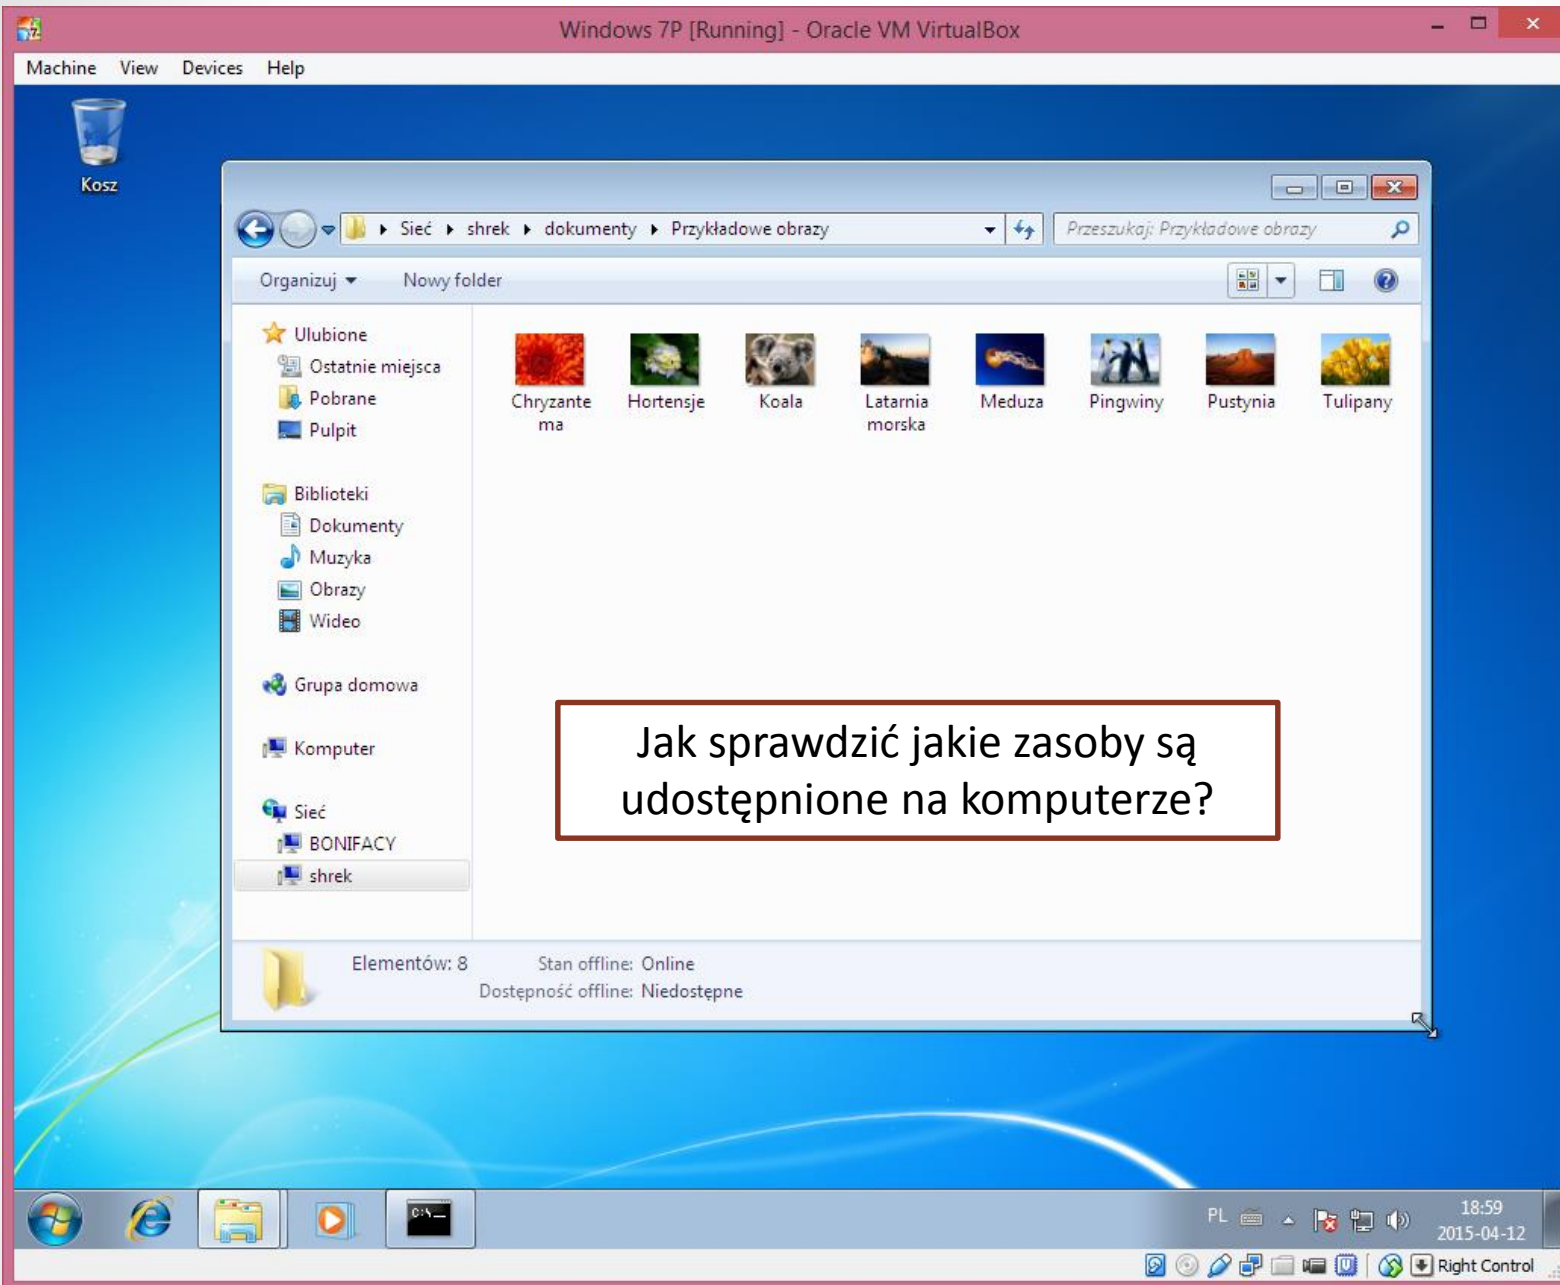 Windows 7P [Running] - Oracle VM VirtualBox
Machine View Devices Help
Kosz
Sieć shrek dokumenty Przykładowe obrazy
Przeszukaj: Przykładowe obrazy
Organizuj Nowy folder
Ulubione
Ostatnie miejsca
Pobrane
Pulpit
Biblioteki
Dokumenty
Muzyka
Obrazy
Wideo
Grupa domowa
Komputer
Sieć
BONIFACY
shrek
Chryzante
ma
Hortensje
Koala
Latarnia
morska
Meduza
Pingwiny
Pustynia
Tulipany
Jak sprawdzić jakie zasoby są
udostępnione na komputerze?
Elementów: 8 Stan offline: Online
Dostępność offline: Niedostępne
C:\_
PL
18:59
2015-04-12
Right Control